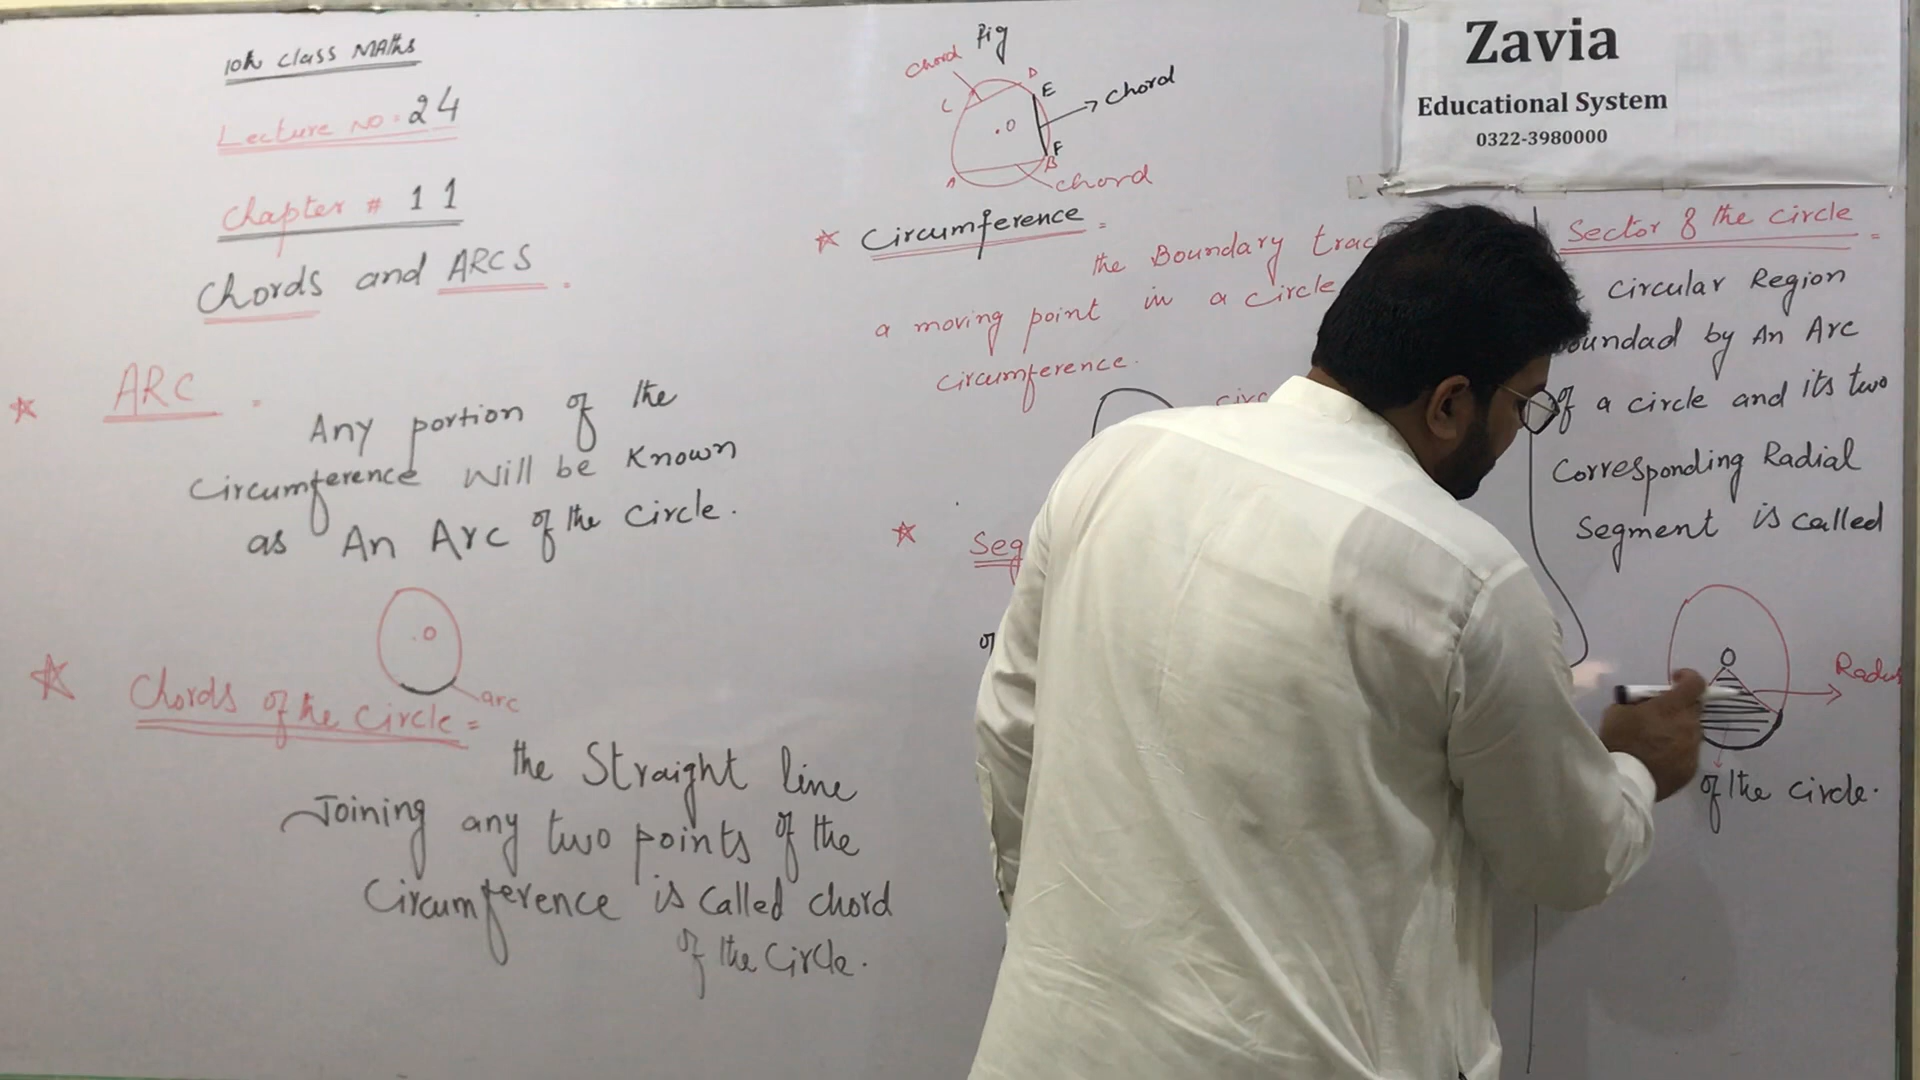 10th class MAths
Lecture NO: 24
Chapter # 11
Chords and ARCS.
ARC
Any portion of the
Circumference will be Known
as An Arc of the Circle.
O
arc
Chords of the Circle =
the Straight line
Joining any two points of the
Circumference is called chord
of the Circle.
Fig
chord
C
D
E
chord
O
F
B
A
chord
Circumference =
the Boundary
a moving point in a circle
circumference.
of
Zavia
Educational System
0322-3980000
Sector of the circle =
circular Region
by An Arc
of a circle and its two
Corresponding Radial
Segment is called
O
of the circle.